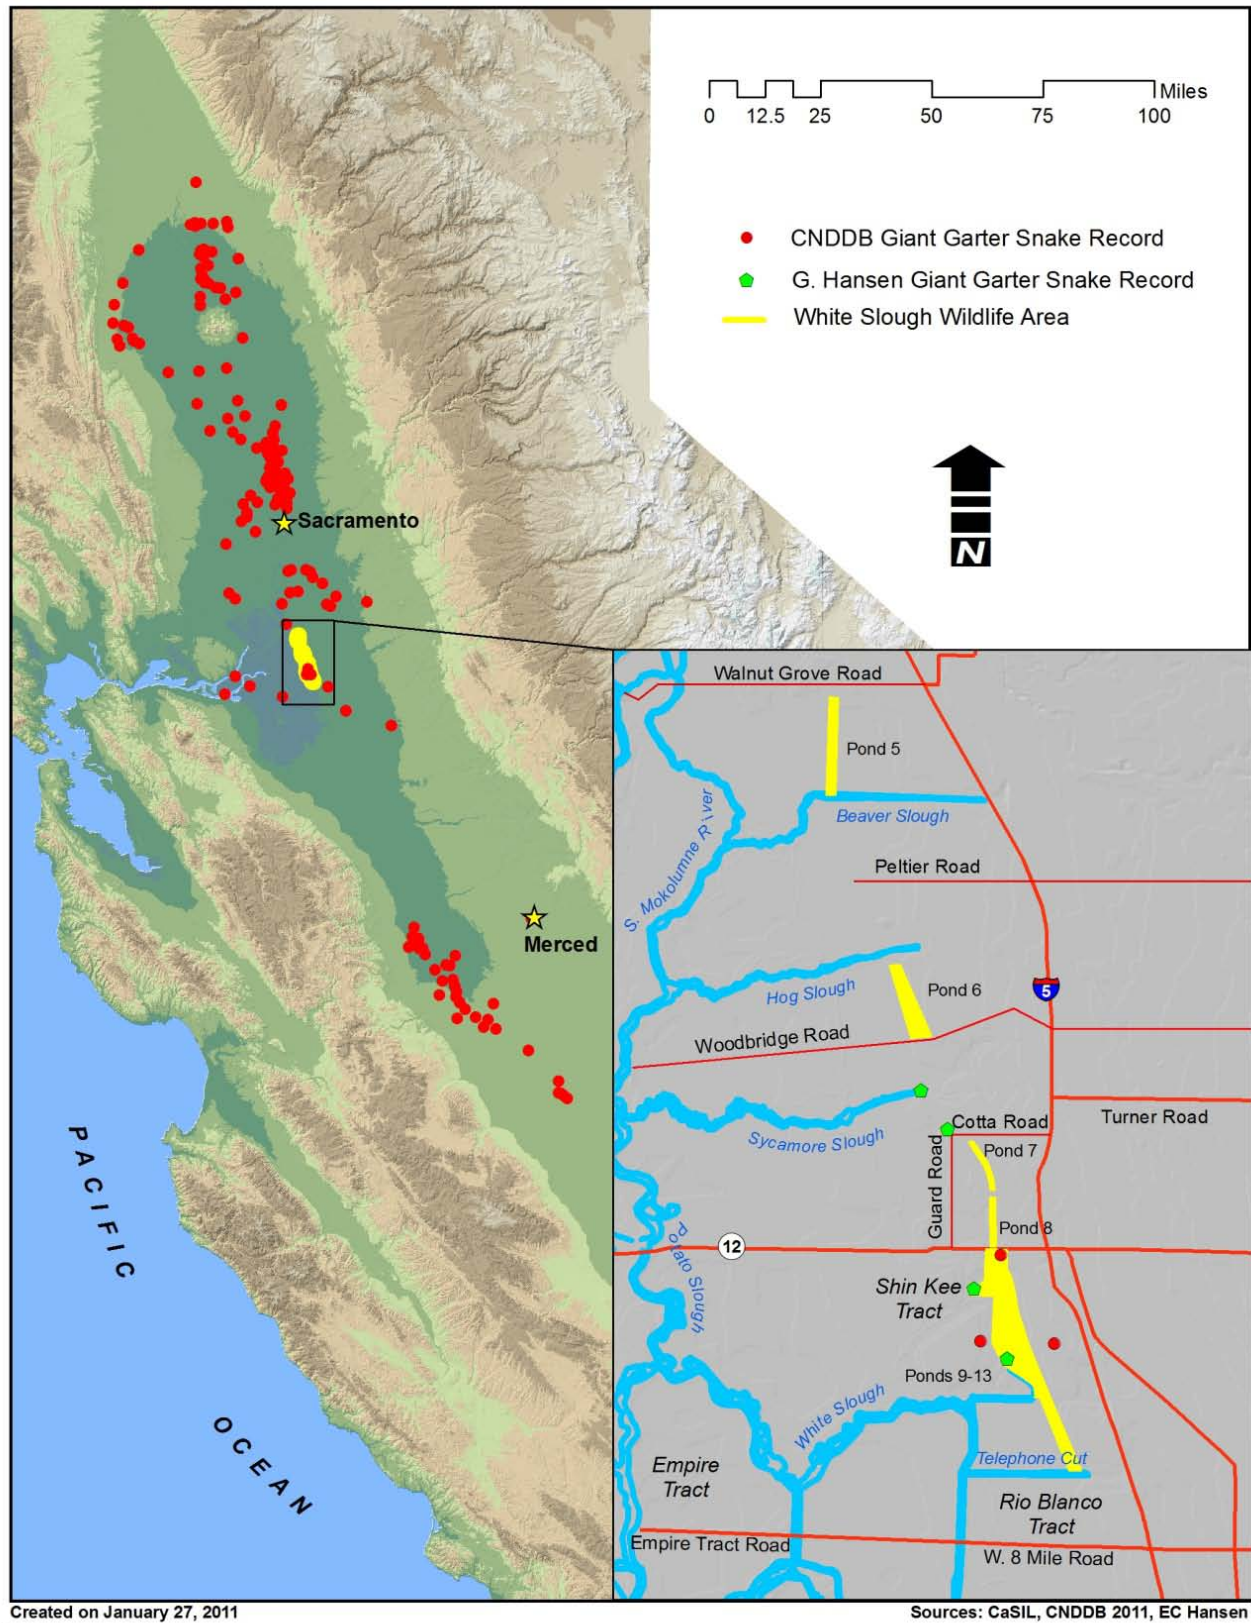 Miles
0 12.5 25 50 75 100
CNDDB Giant Garter Snake Record
G. Hansen Giant Garter Snake Record
White Slough Wildlife Area
N
Sacramento
Merced
PACIFIC
OCEAN
Walnut Grove Road
Pond 5
Beaver Slough
S. Mokolumne River
Peltier Road
Hog Slough
Pond 6
5
Woodbridge Road
Sycamore Slough
Cotta Road
Turner Road
Guard Road
Pond 7
Pond 8
12
Potato Slough
Shin Kee
Tract
Ponds 9-13
White Slough
Telephone Cut
Empire
Tract
Rio Blanco
Tract
Empire Tract Road
W. 8 Mile Road
Created on January 27, 2011
Sources: CaSIL, CNDDB 2011, EC Hansen